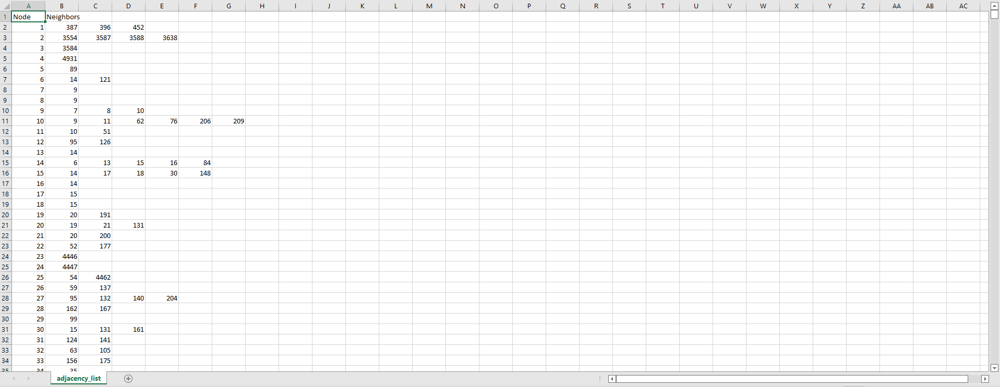 A B C D E F G H I J K L M N O P Q R S T U V W X Y Z AA AB AC
1 Node Neighbors
2 1 387 396 452
3 2 3554 3587 3588 3638
4 3 3584
5 4 4931
6 5 89
7 6 14 121
8 7 9
9 8 9
10 9 7 8 10
11 10 9 11 62 76 206 209
12 11 10 51
13 12 95 126
14 13 14
15 14 6 13 15 16 84
16 15 14 17 18 30 148
17 16 14
18 17 15
19 18 15
20 19 20 191
21 20 19 21 131
22 21 20 200
23 22 52 177
24 23 4446
25 24 4447
26 25 54 4462
27 26 59 137
28 27 95 132 140 204
29 28 162 167
30 29 99
31 30 15 131 161
32 31 124 141
33 32 63 105
34 33 156 175
35 34 35
adjacency_list